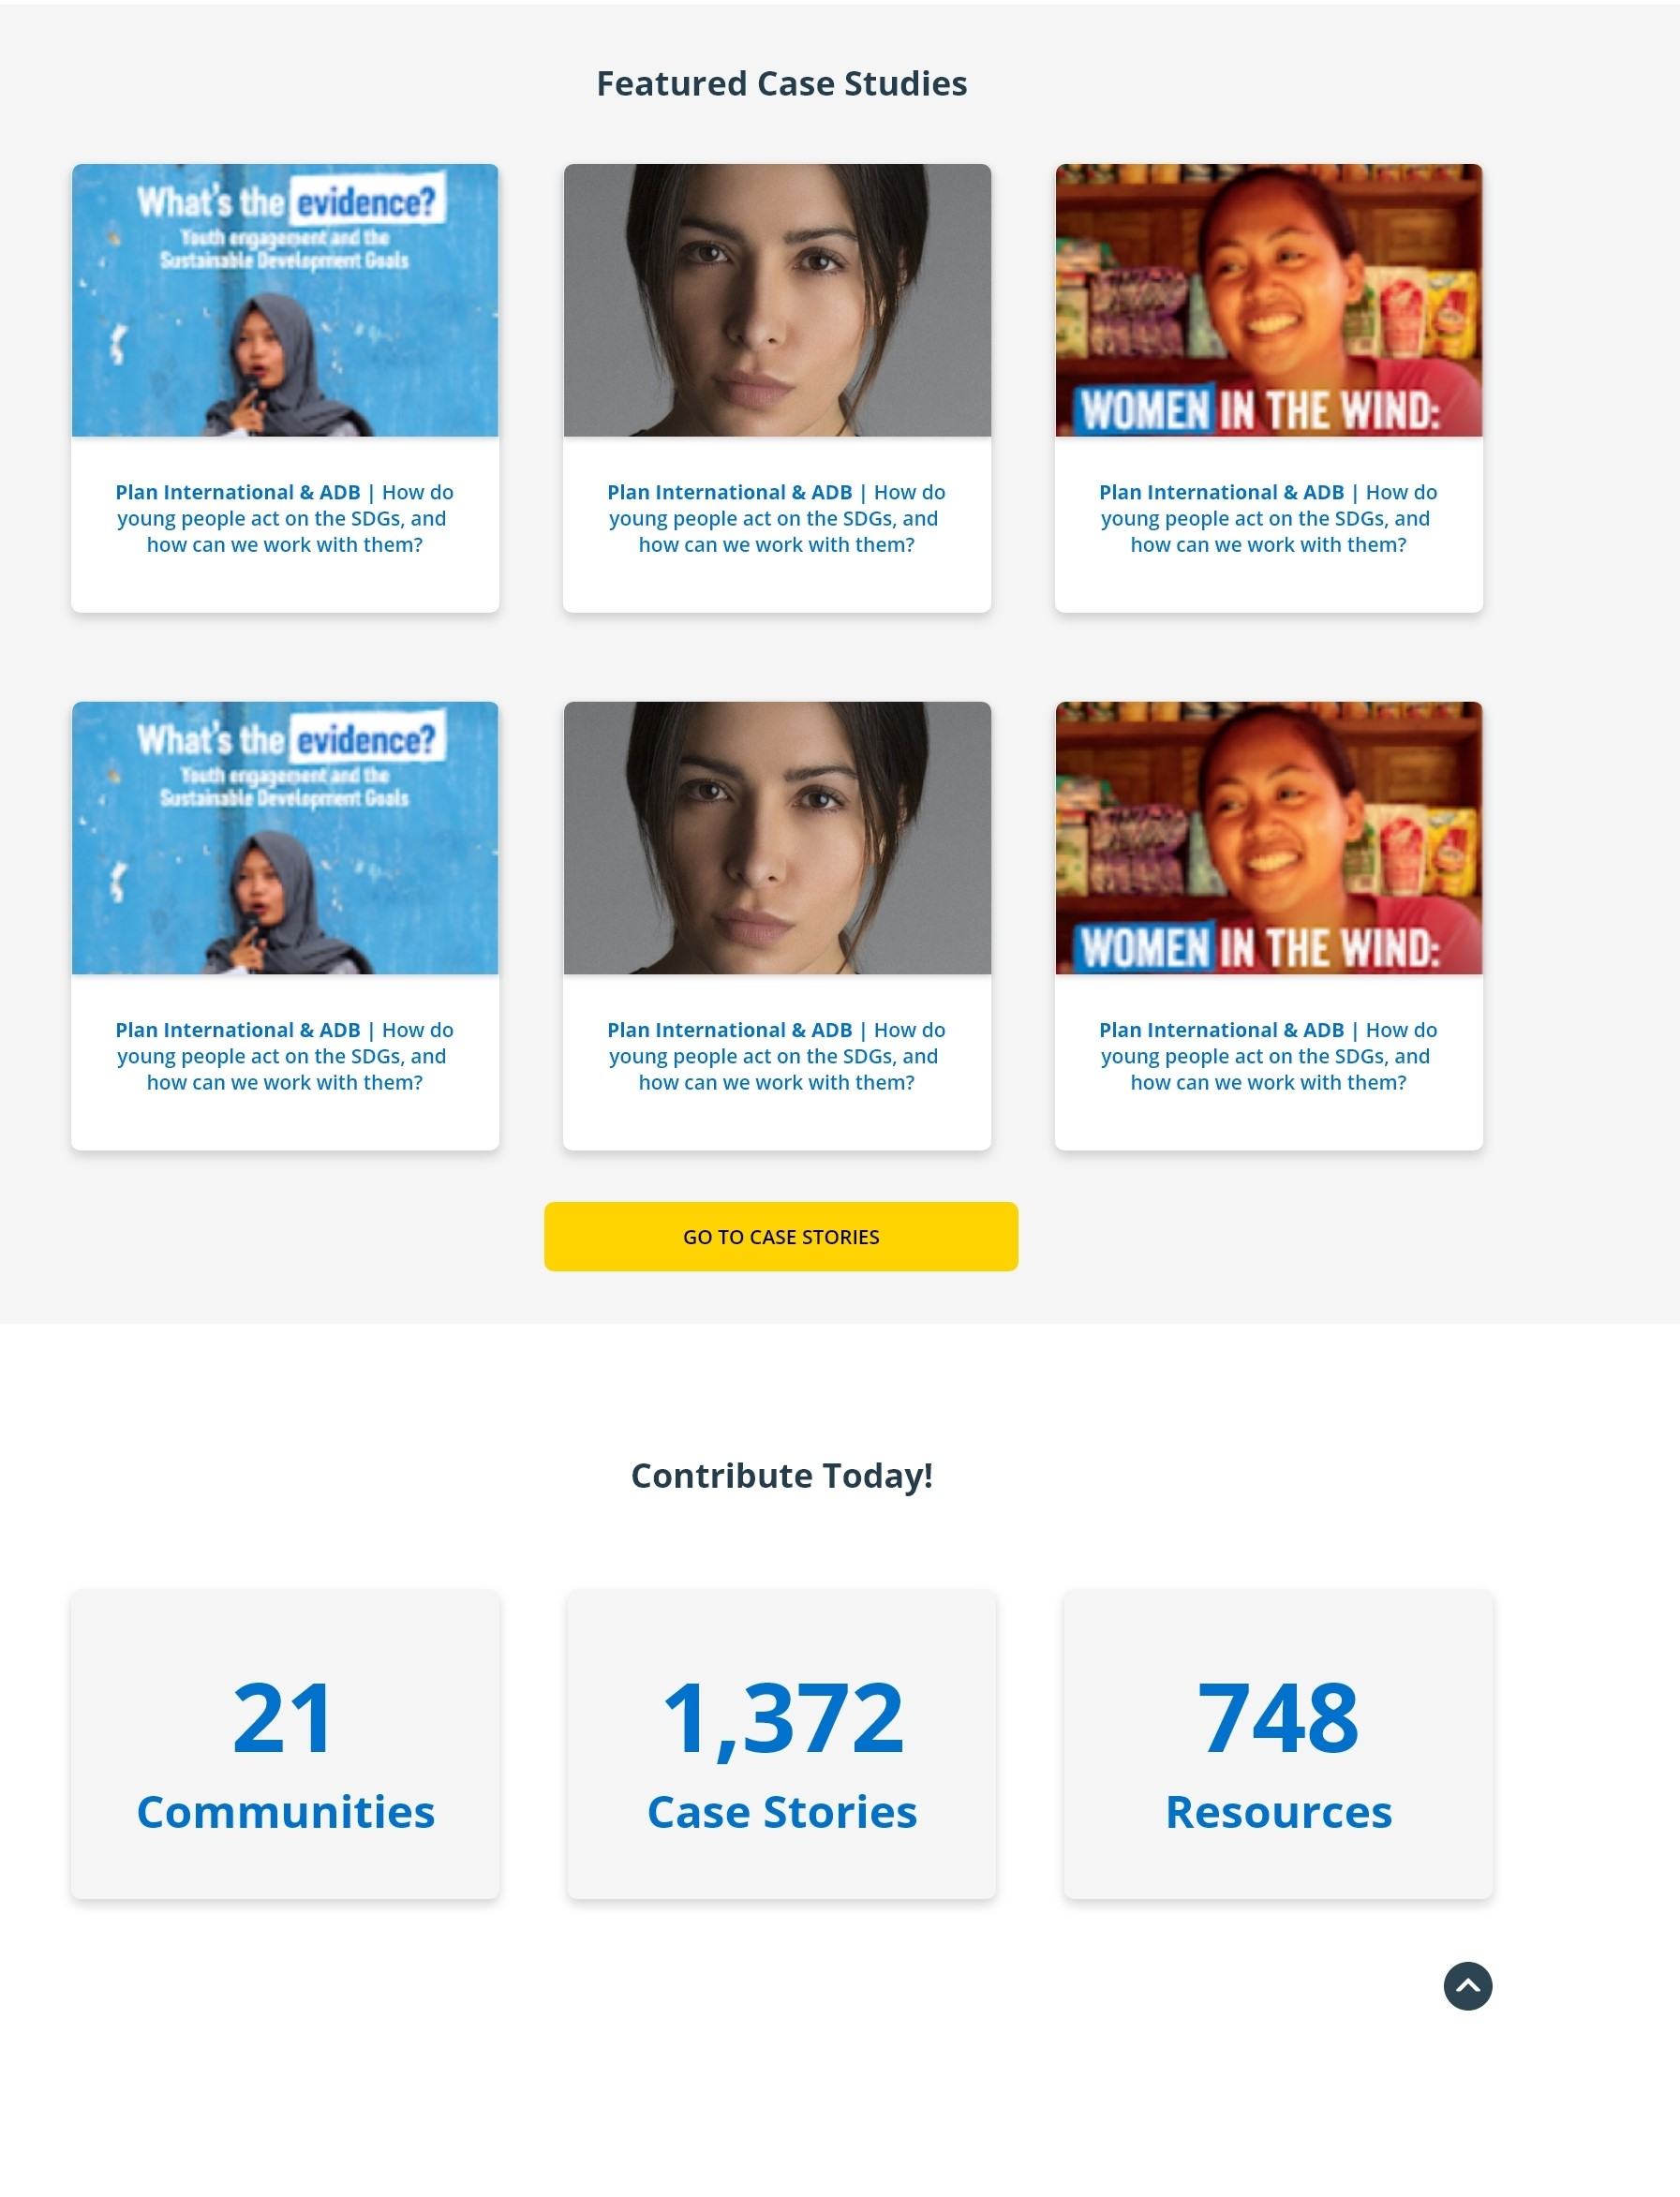 Featured Case Studies
What's the evidence?
Youth engagement and the
Sustainable Development Goals
WOMEN IN THE WIND:
Plan International & ADB | How do
young people act on the SDGs, and
how can we work with them?
Plan International & ADB | How do
young people act on the SDGs, and
how can we work with them?
Plan International & ADB | How do
young people act on the SDGs, and
how can we work with them?
What's the evidence?
Youth engagement and the
Sustainable Development Goals
WOMEN IN THE WIND:
Plan International & ADB | How do
young people act on the SDGs, and
how can we work with them?
Plan International & ADB | How do
young people act on the SDGs, and
how can we work with them?
Plan International & ADB | How do
young people act on the SDGs, and
how can we work with them?
GO TO CASE STORIES
Contribute Today!
21
Communities
1,372
Case Stories
748
Resources